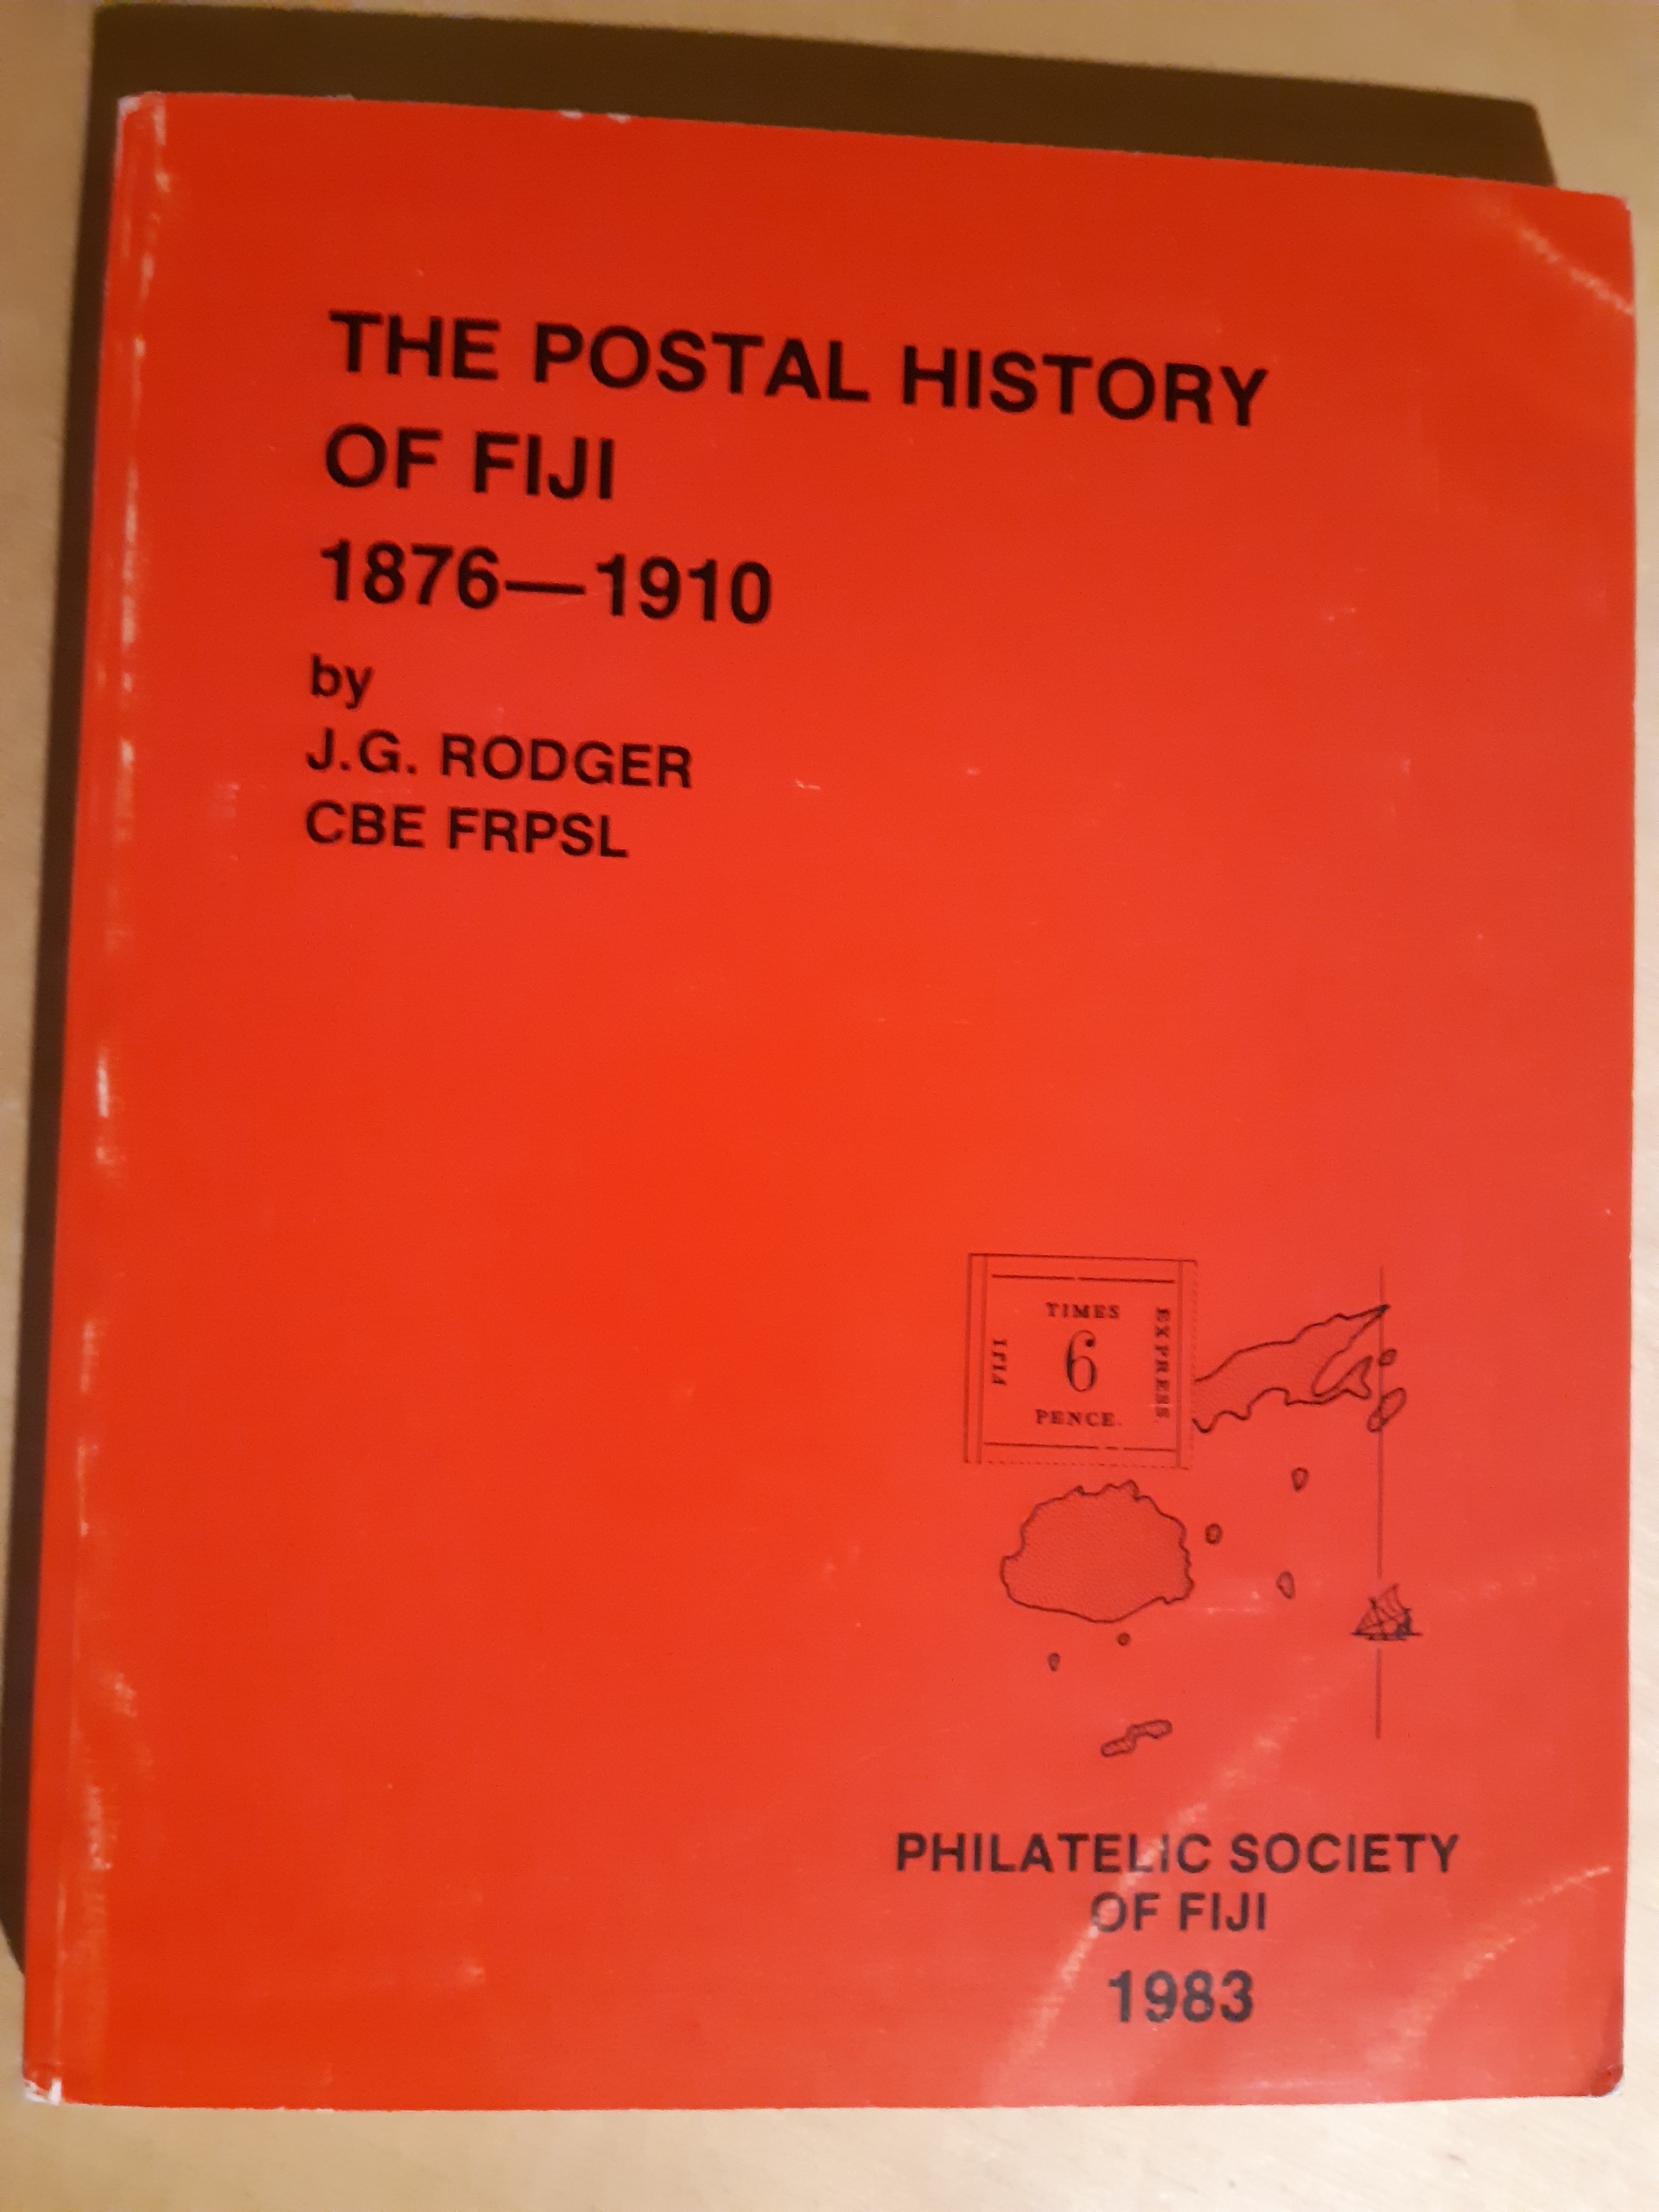 THE POSTAL HISTORY
OF FIJI
1876—1910
by
J.G. RODGER
CBE FRPSL
TIMES
FIJI
6
EXPRESS.
PENCE.
PHILATELIC SOCIETY
OF FIJI
1983